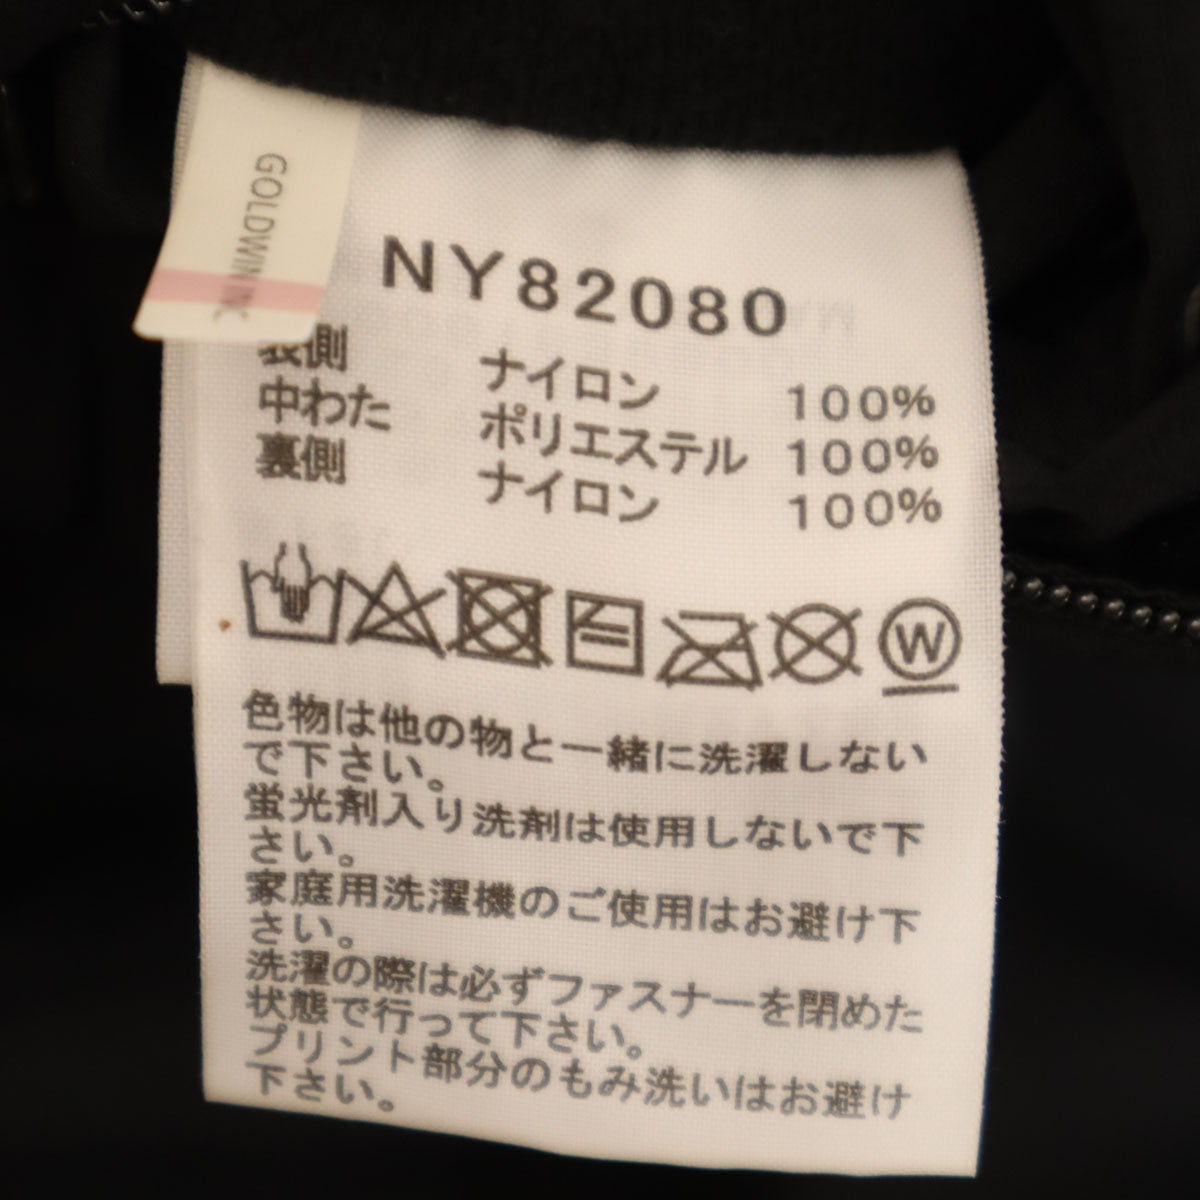 GOLDWIN INC
NY82080
表側 ナイロン 100%
中わた ポリエステル 100%
裏側 ナイロン 100%
W
色物は他の物と一緒に洗濯しない
で下さい。
蛍光剤入り洗剤は使用しないで下
さい。
家庭用洗濯機のご使用はお避け下
さい。
洗濯の際は必ずファスナーを閉めた
状態で行って下さい。
プリント部分のもみ洗いはお避け
下さい。